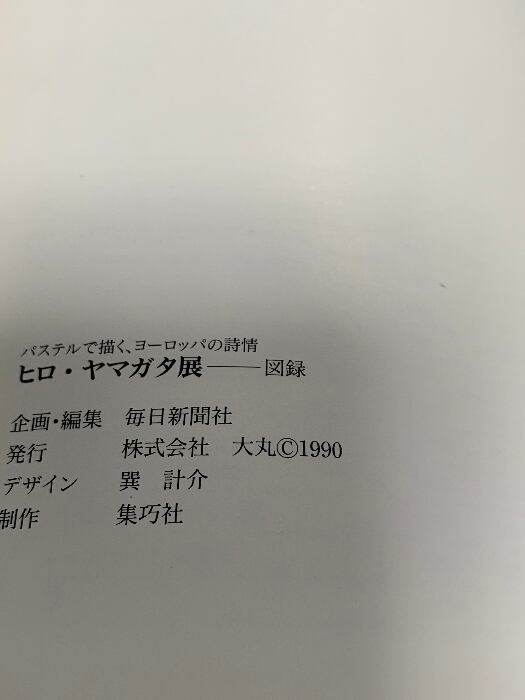 パステルで描く、ヨーロッパの詩情
ヒロ・ヤマガタ展――図録
企画・編集　毎日新聞社
発行　株式会社　大丸©1990
デザイン　巽　計介
制作　集巧社